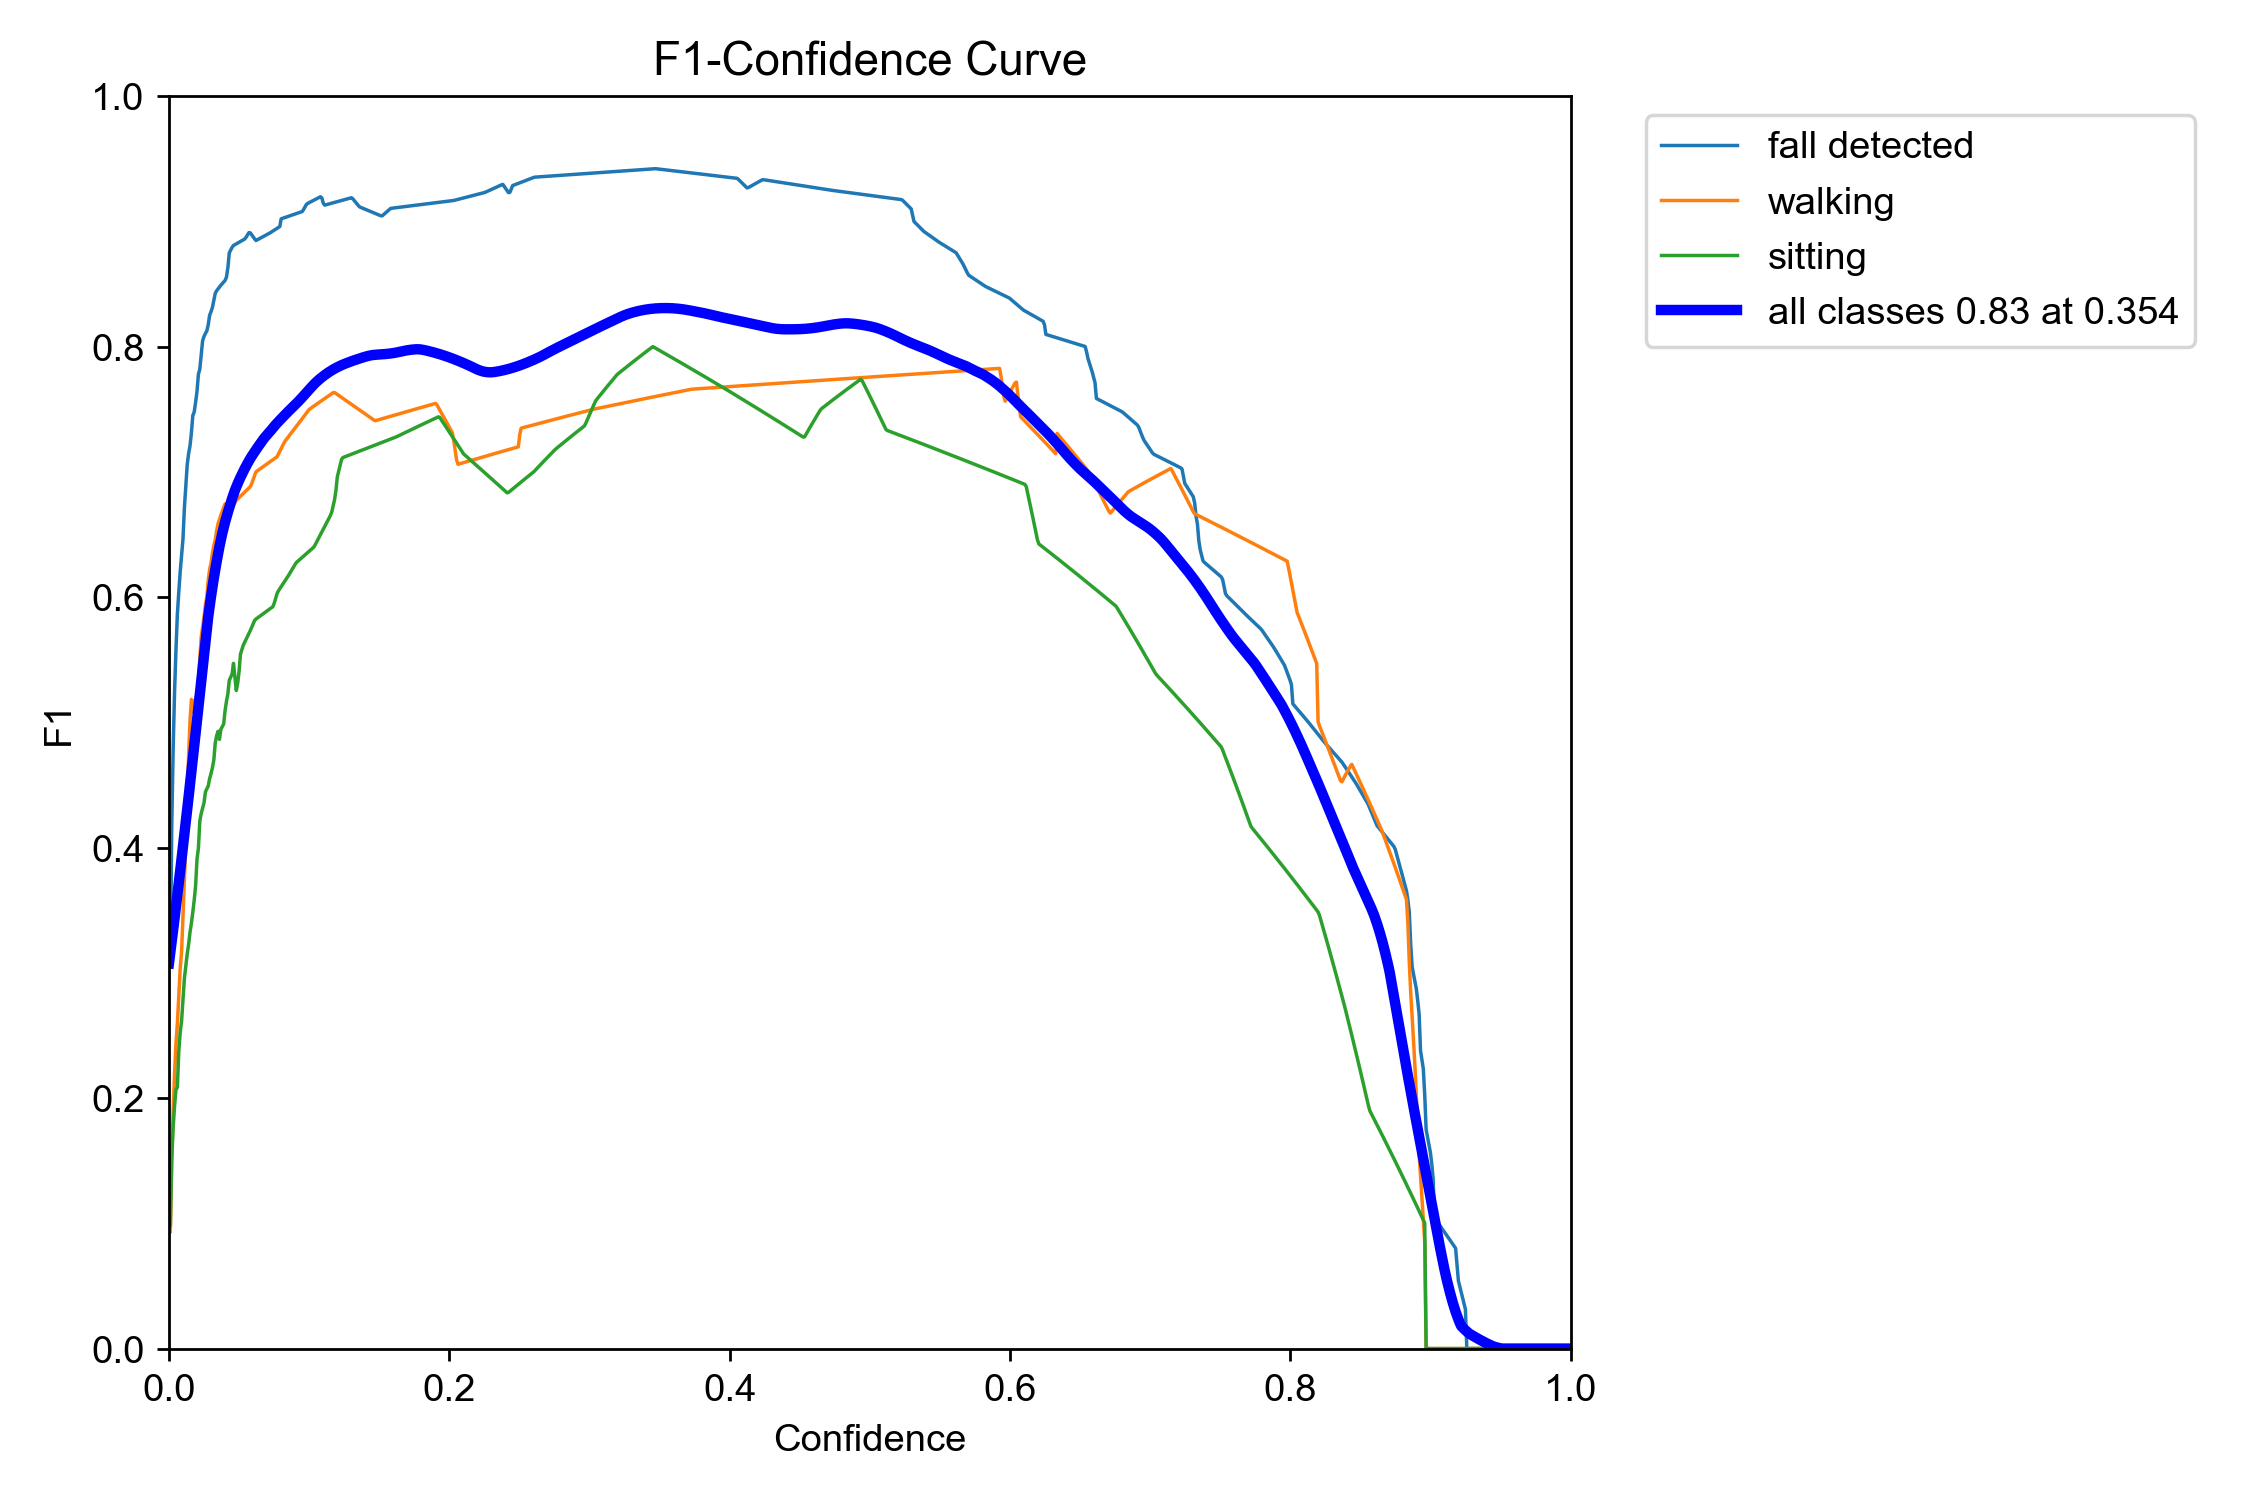 F1-Confidence Curve
1.0
0.8
0.6
0.4
0.2
0.0
F1
0.0 0.2 0.4 0.6 0.8 1.0
Confidence
fall detected
walking
sitting
all classes 0.83 at 0.354